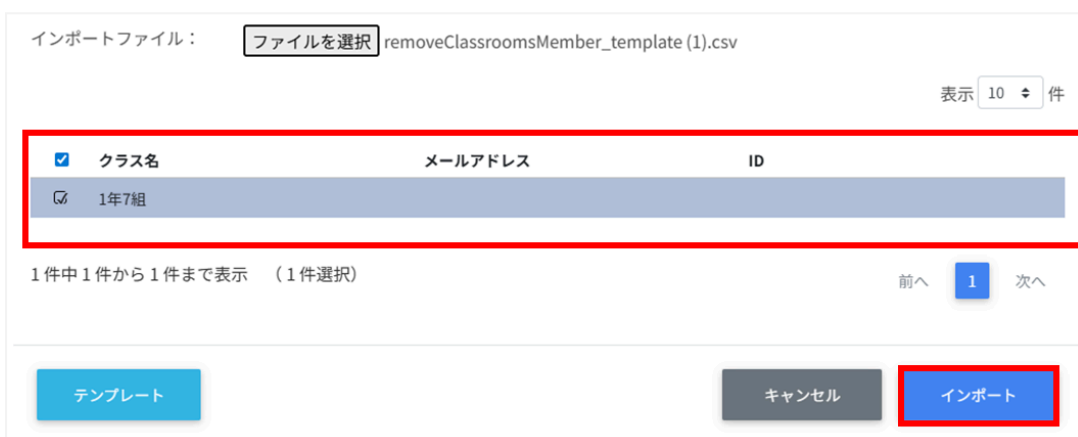 インポートファイル： ファイルを選択 removeClassroomsMember_template (1).csv
表示 10 件
クラス名 メールアドレス ID
1年7組
1件中1件から1件まで表示 （1件選択）
前へ 1 次へ
テンプレート キャンセル インポート